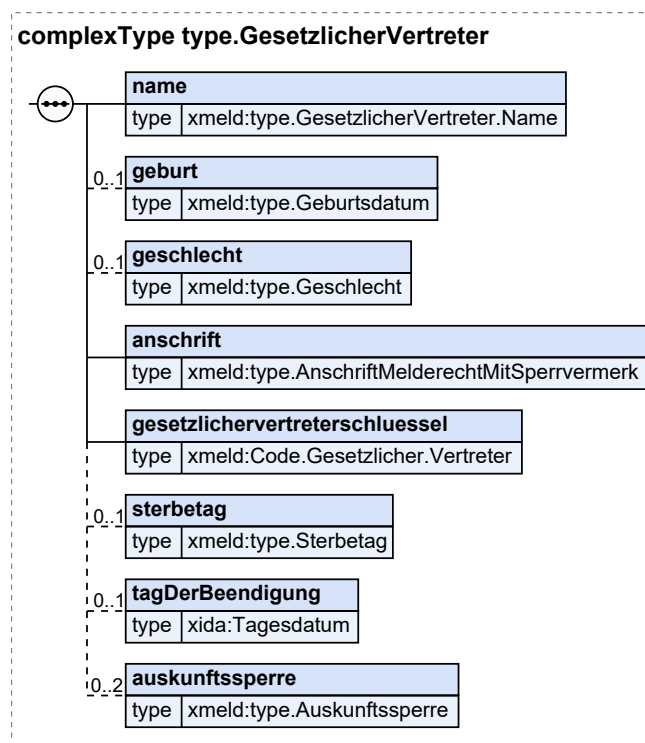 complexType type.GesetzlicherVertreter
name
type xmeld:type.GesetzlicherVertreter.Name
0..1 geburt
type xmeld:type.Geburtsdatum
0..1 geschlecht
type xmeld:type.Geschlecht
anschrift
type xmeld:type.AnschriftMelderechtMitSperrvermerk
gesetzlichervertreterschluessel
type xmeld:Code.Gesetzlicher.Vertreter
0..1 sterbetag
type xmeld:type.Sterbetag
0..1 tagDerBeendigung
type xida:Tagesdatum
0..2 auskunftssperre
type xmeld:type.Auskunftssperre